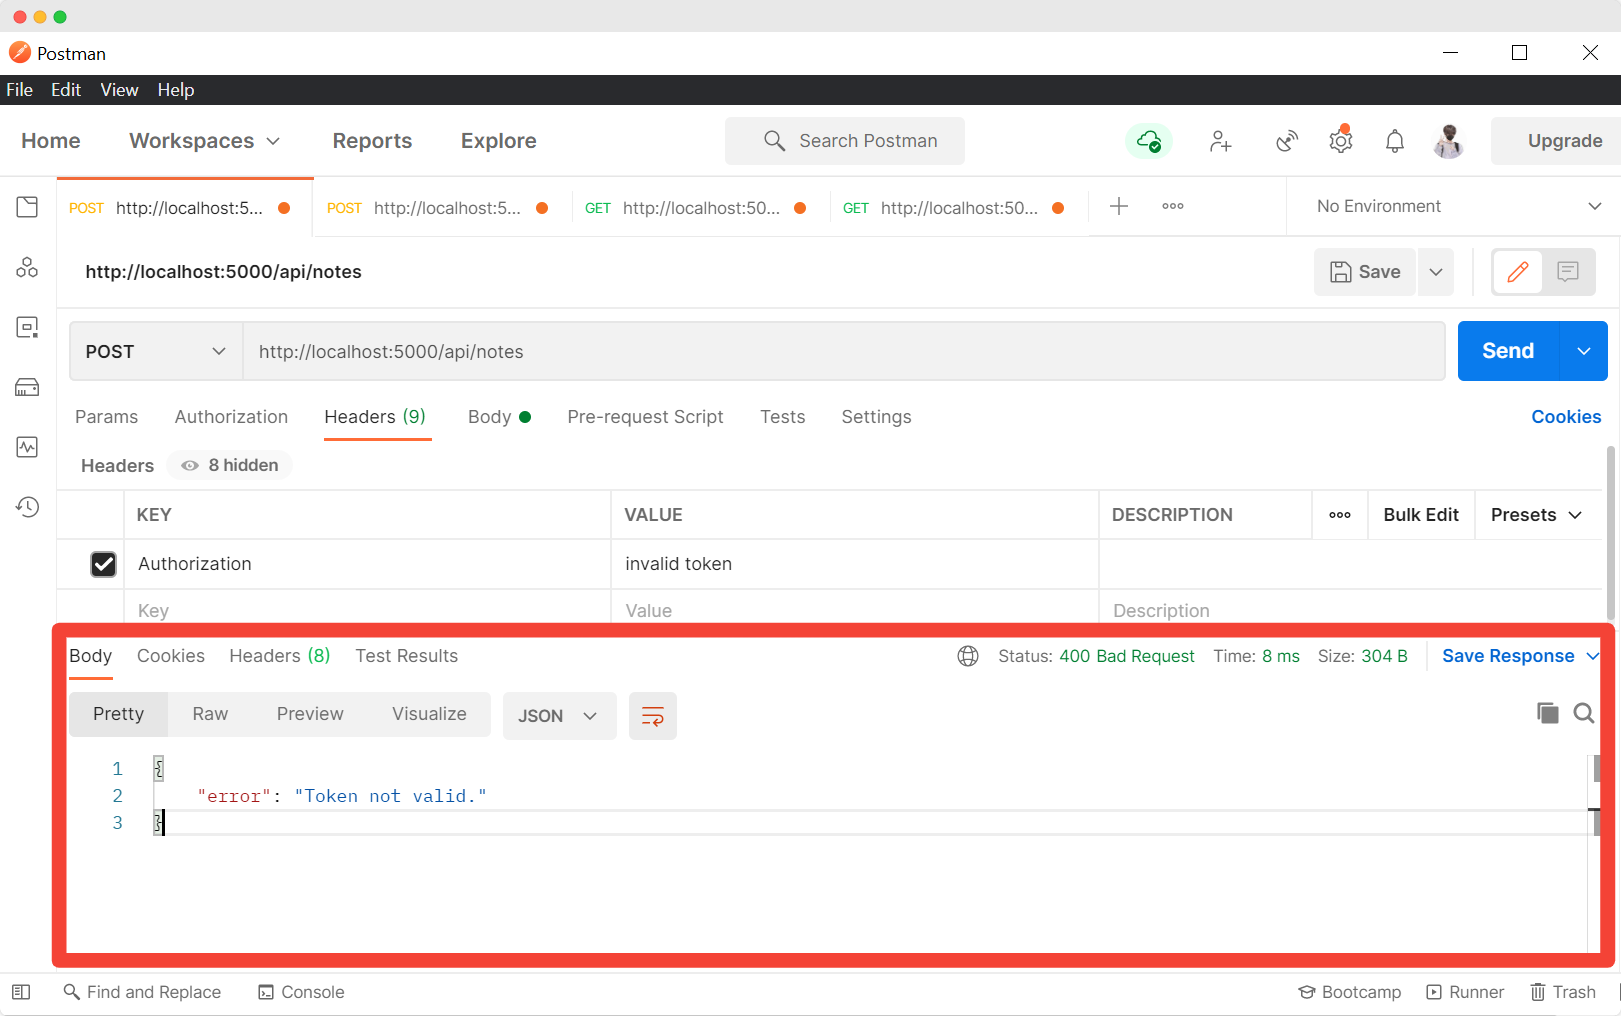 Postman
File Edit View Help
Home Workspaces Reports Explore Search Postman Upgrade
POST http://localhost:5... POST http://localhost:5... GET http://localhost:50... GET http://localhost:50... No Environment
http://localhost:5000/api/notes Save
POST http://localhost:5000/api/notes Send
Params Authorization Headers (9) Body Pre-request Script Tests Settings Cookies
Headers 8 hidden
KEY VALUE DESCRIPTION Bulk Edit Presets
Authorization invalid token
Key Value Description
Body Cookies Headers (8) Test Results Status: 400 Bad Request Time: 8 ms Size: 304 B Save Response
Pretty Raw Preview Visualize JSON
1 {
2 "error": "Token not valid."
3 }
Find and Replace Console Bootcamp Runner Trash